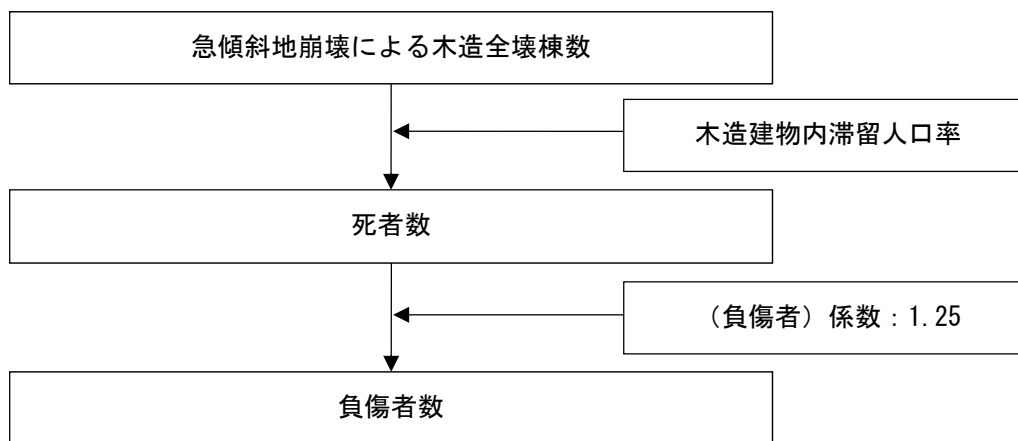 急傾斜地崩壊による木造全壊棟数
木造建物内滞留人口率
死者数
（負傷者）係数：1.25
負傷者数